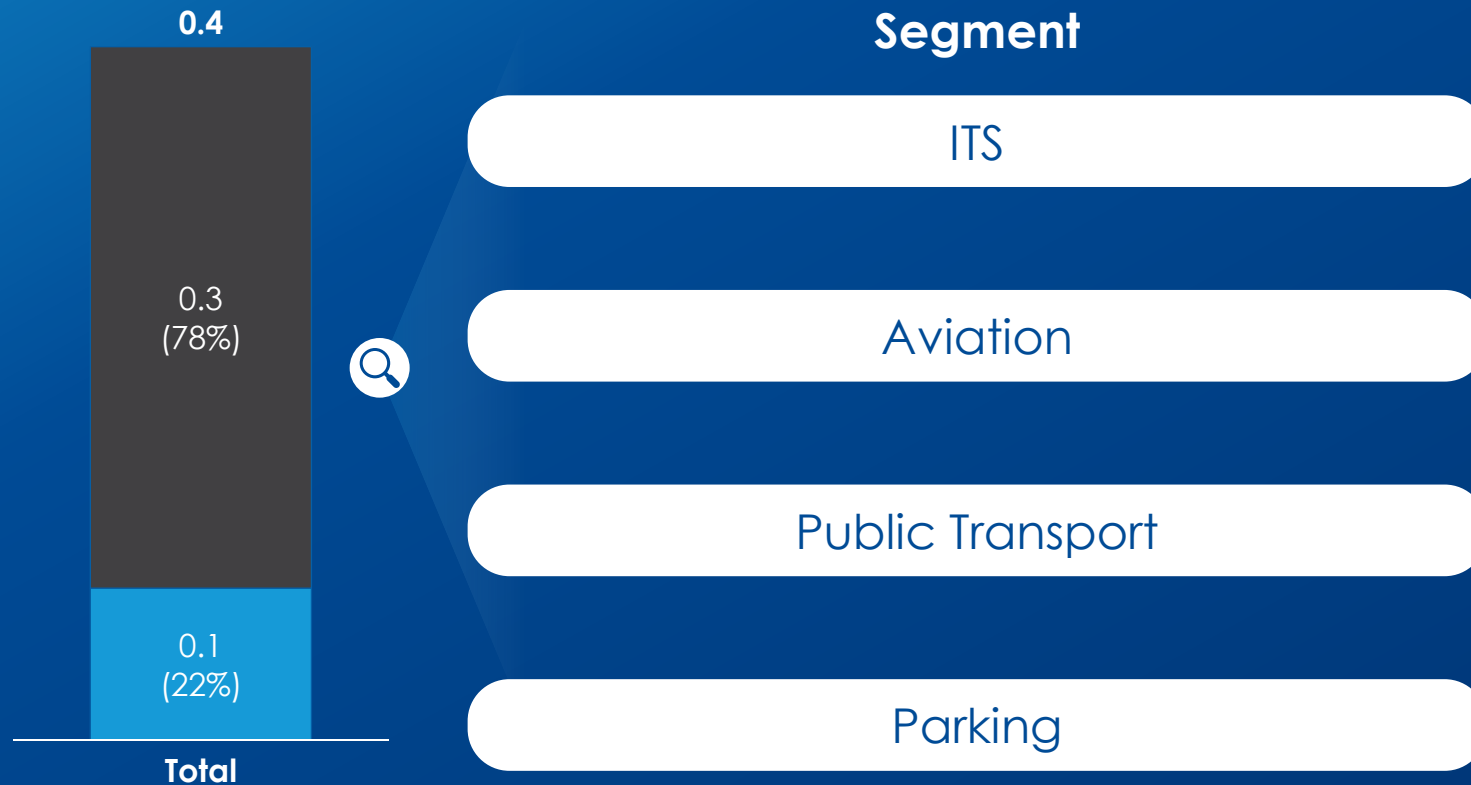 0.4
0.3
(78%)
0.1
(22%)
Total
Segment
ITS
Aviation
Public Transport
Parking